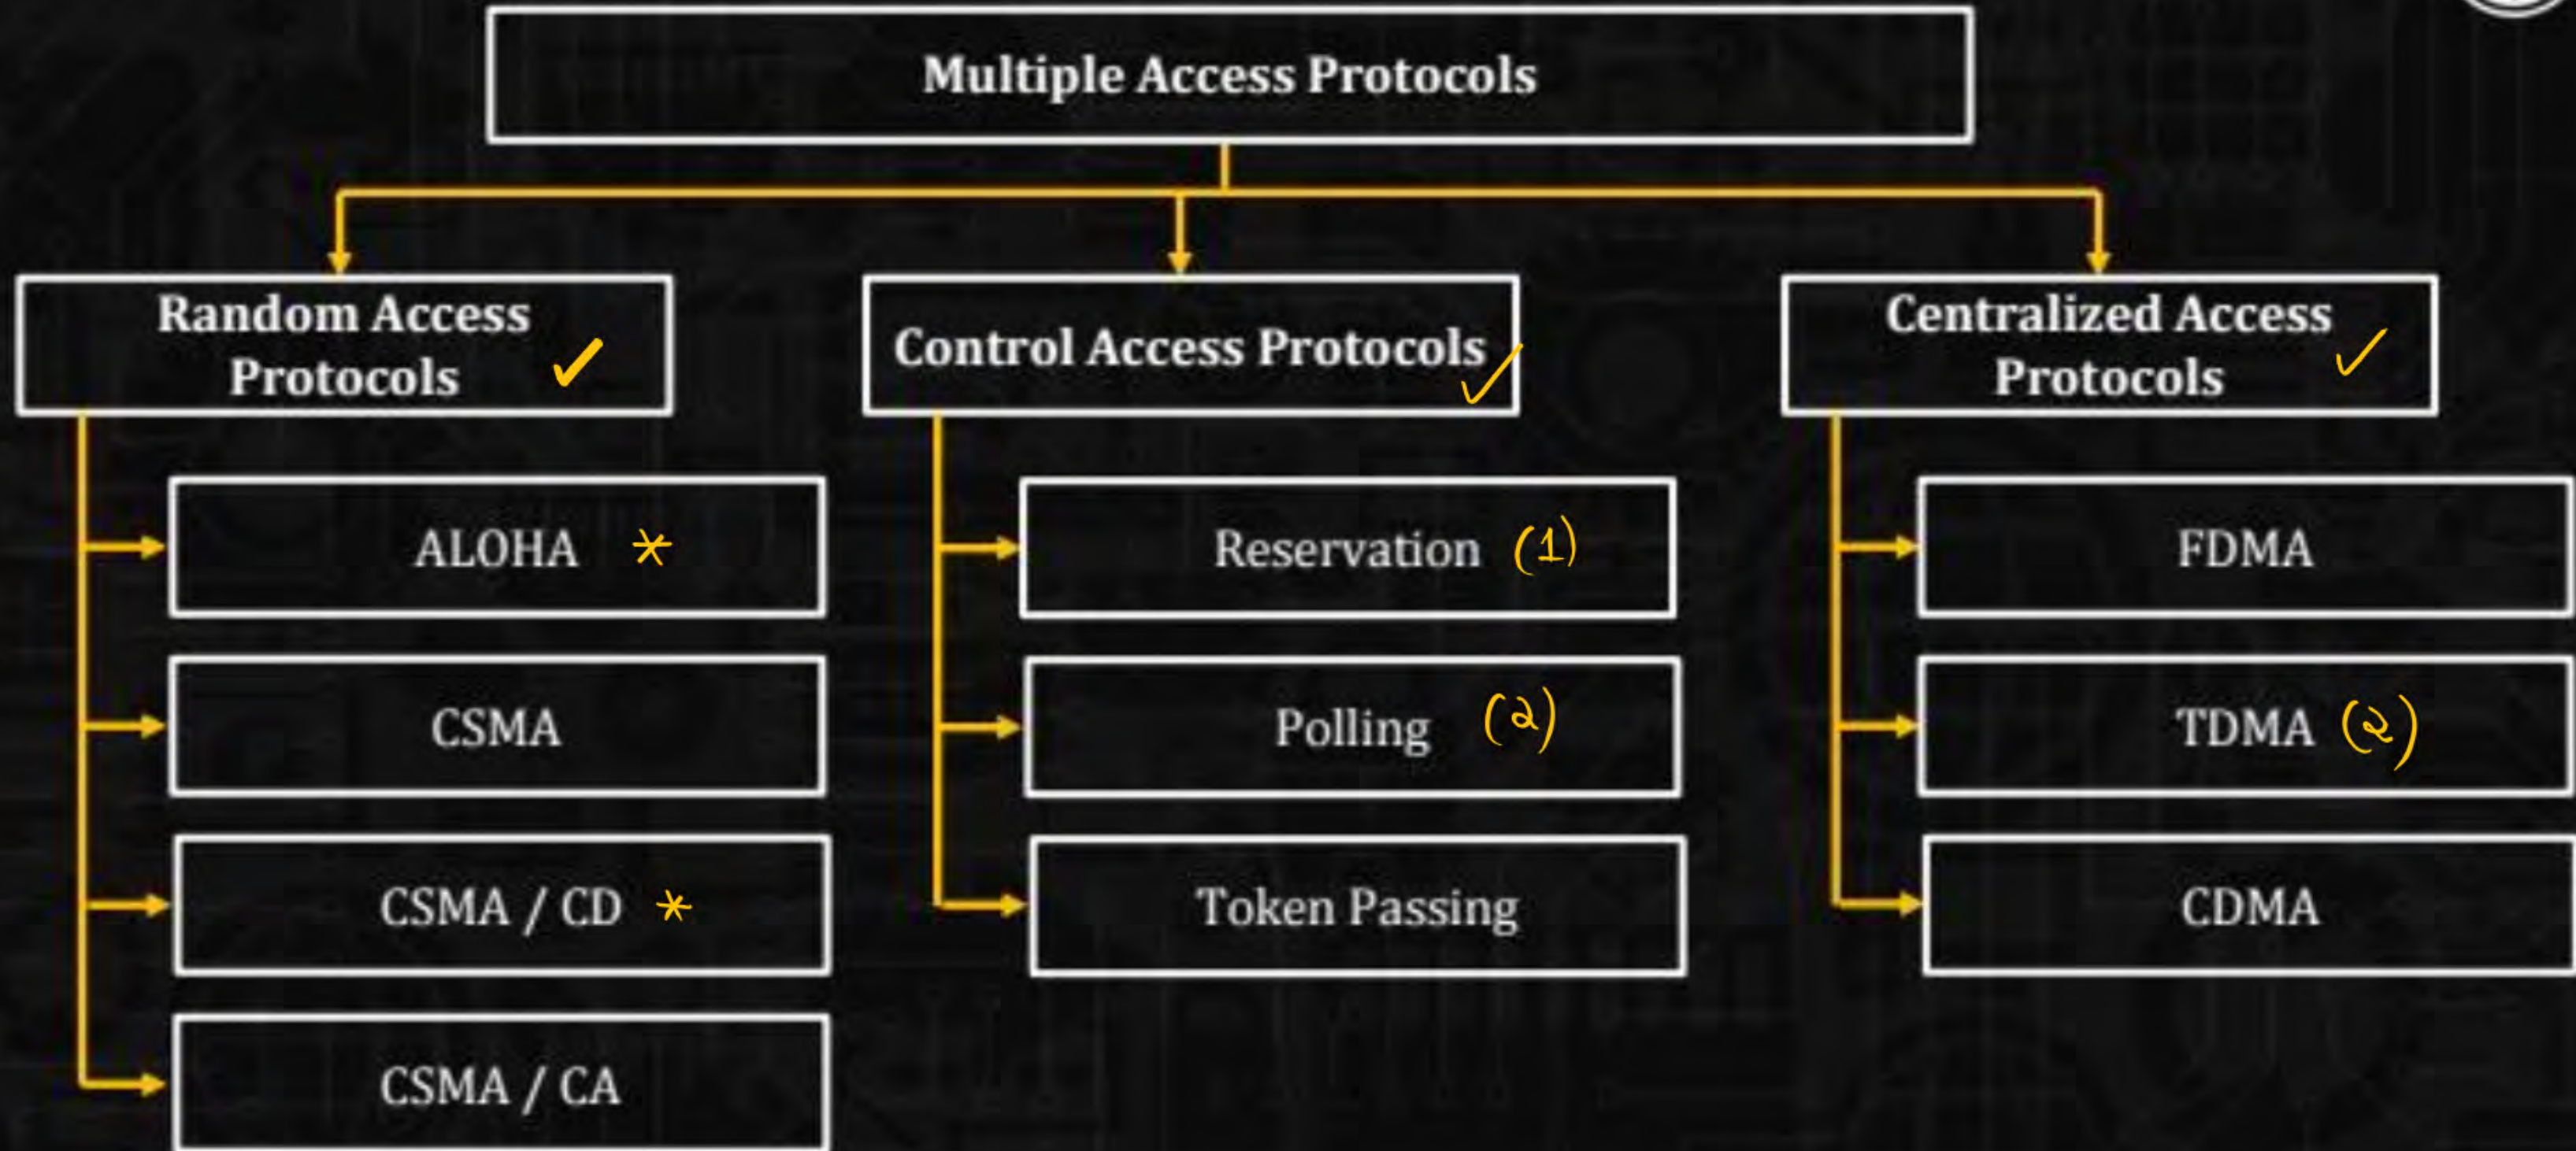 Multiple Access Protocols
Random Access
Protocols ✓
Control Access Protocols ✓
Centralized Access
Protocols ✓
ALOHA *
CSMA
CSMA / CD *
CSMA / CA
Reservation (1)
Polling (2)
Token Passing
FDMA
TDMA (2)
CDMA